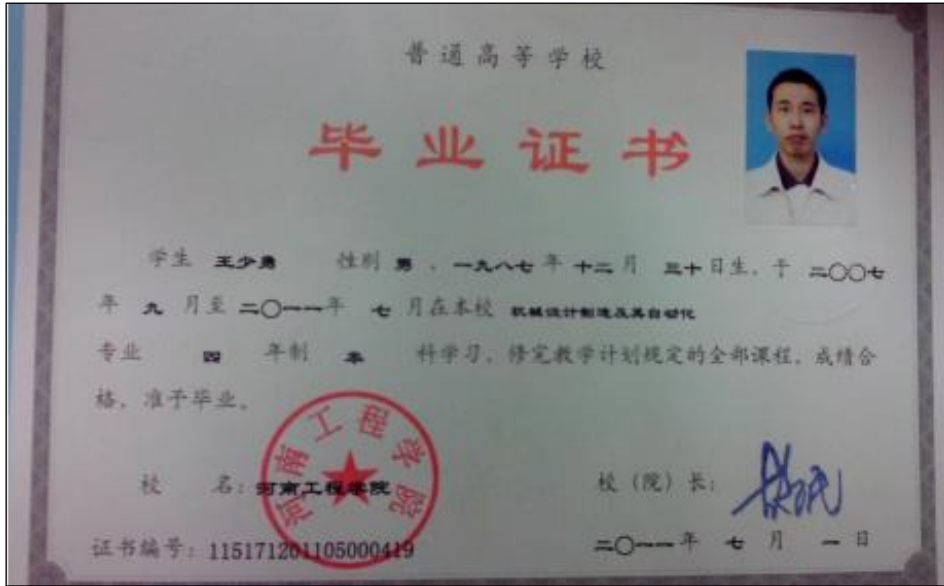 普通高等学校
毕业证书
学生 王少勇 性别 男 、一九八七 年 十二 月 三十 日生，于 二〇〇七
年 九 月至 二〇一一年 七 月在本校 机械设计制造及其自动化
专业 四 年制 本 科学习，修完教学计划规定的全部课程，成绩合
格，准予毕业。
河南工程学院
校 名：河南工程学院 校（院）长：
证书编号：115171201105000419 二〇一一年 七 月 一 日